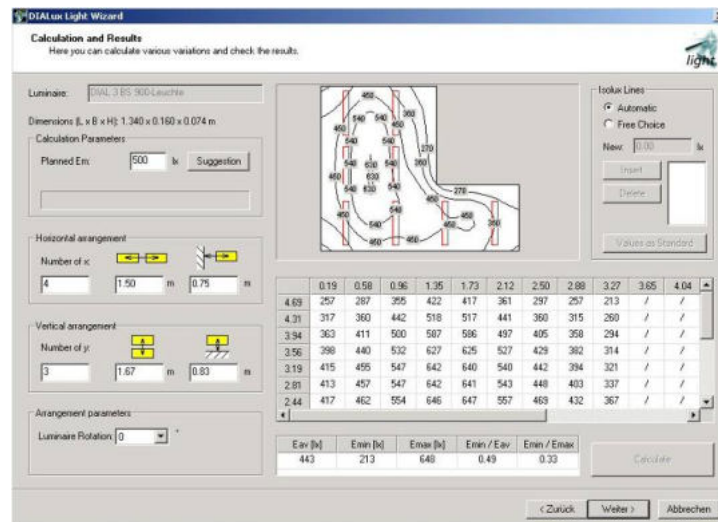 DIALux Light Wizard
Calculation and Results
Here you can calculate various variations and check the results.
light
Luminaire: DIAL 3 BS 900-Leuchte
Dimensions (L x B x H): 1.340 x 0.160 x 0.074 m
Calculation Parameters
Planned Em: 500 lx Suggestion
Horizontal arrangement
Number of x:
4 1.50 m 0.75 m
Vertical arrangement
Number of y:
3 1.67 m 0.83 m
Arrangement parameters
Luminaire Rotation: 0 °
Isolux Lines
Automatic
Free Choice
New: 0.00 lx
Insert
Delete
Values as Standard
0.19 0.58 0.96 1.35 1.73 2.12 2.50 2.88 3.27 3.65 4.04
4.69 257 287 355 422 417 361 297 257 213 / /
4.31 317 360 442 518 517 441 360 315 260 / /
3.94 363 411 500 587 586 497 405 358 294 / /
3.56 398 440 532 627 625 527 429 382 314 / /
3.19 415 455 547 642 640 540 442 394 321 / /
2.81 413 457 547 642 641 543 448 403 337 / /
2.44 417 462 554 646 647 557 469 432 367 / /
Eav [lx] Emin [lx] Emax [lx] Emin / Eav Emin / Emax
443 213 648 0.49 0.33
Calculate
< Zurück Weiter > Abbrechen